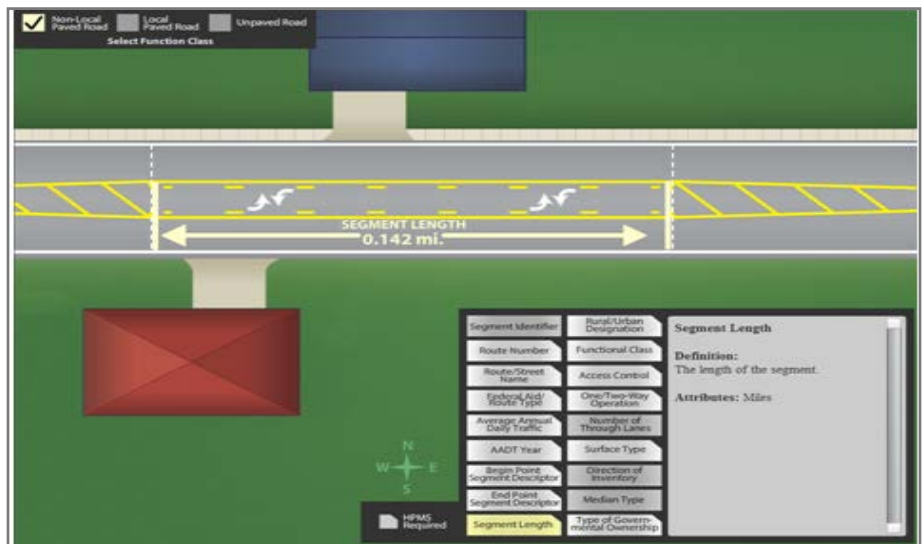 Non-Local
Paved Road
Local
Paved Road
Unpaved Road
Select Function Class
SEGMENT LENGTH
0.142 mi.
N
W E
S
HPMS
Required
Segment Identifier
Route Number
Route/Street
Name
Federal Aid/
Route Type
Average Annual
Daily Traffic
AADT Year
Begin Point
Segment Descriptor
End Point
Segment Descriptor
Segment Length
Rural/Urban
Designation
Functional Class
Access Control
One/Two-Way
Operation
Number of
Through Lanes
Surface Type
Direction of
Inventory
Median Type
Type of Govern-
mental Ownership
Segment Length
Definition:
The length of the segment.
Attributes: Miles